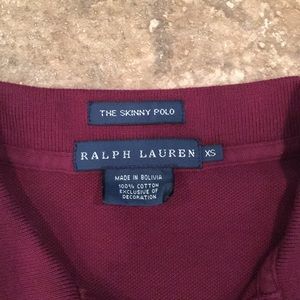 THE SKINNY POLO
RALPH LAUREN XS
MADE IN BOLIVIA
100% COTTON
EXCLUSIVE OF
DECORATION